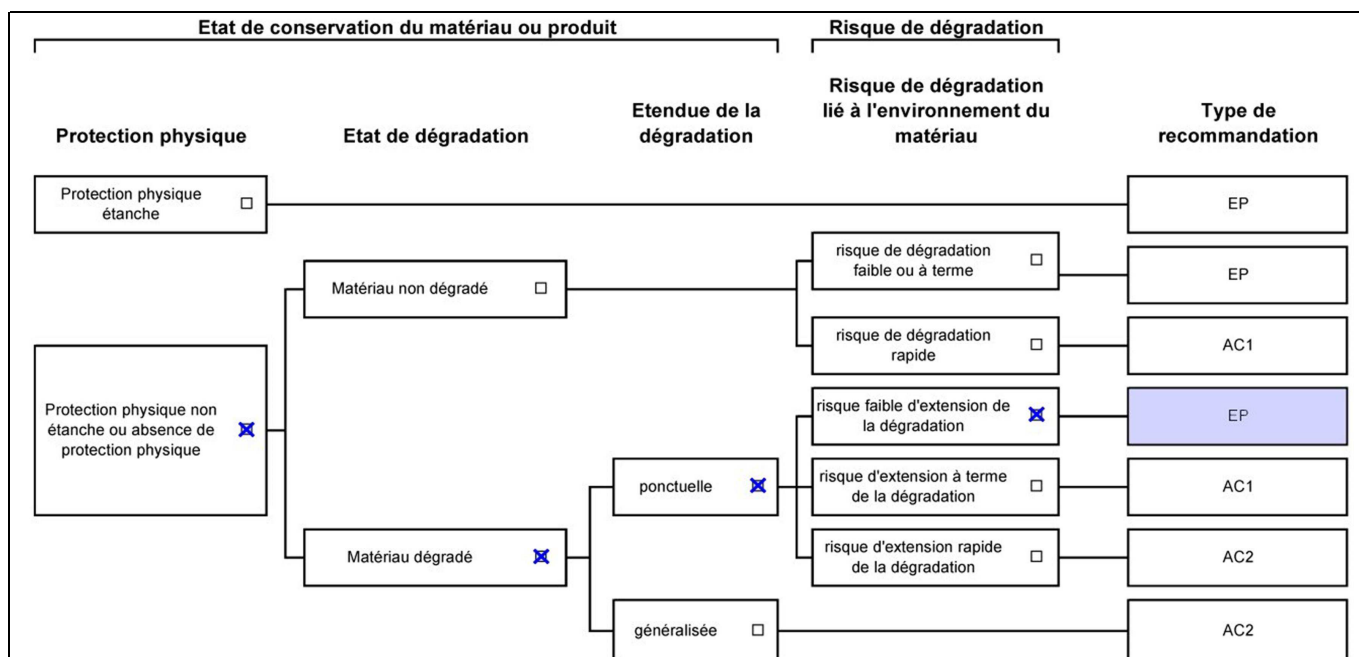 Etat de conservation du matériau ou produit
Risque de dégradation
Protection physique
Etat de dégradation
Etendue de la
dégradation
Risque de dégradation
lié à l'environnement du
matériau
Type de
recommandation
Protection physique
étanche
EP
Matériau non dégradé
risque de dégradation
faible ou à terme
EP
risque de dégradation
rapide
AC1
Protection physique non
étanche ou absence de
protection physique
Matériau dégradé
ponctuelle
risque faible d'extension de
la dégradation
EP
risque d'extension à terme
de la dégradation
AC1
risque d'extension rapide
de la dégradation
AC2
généralisée
AC2